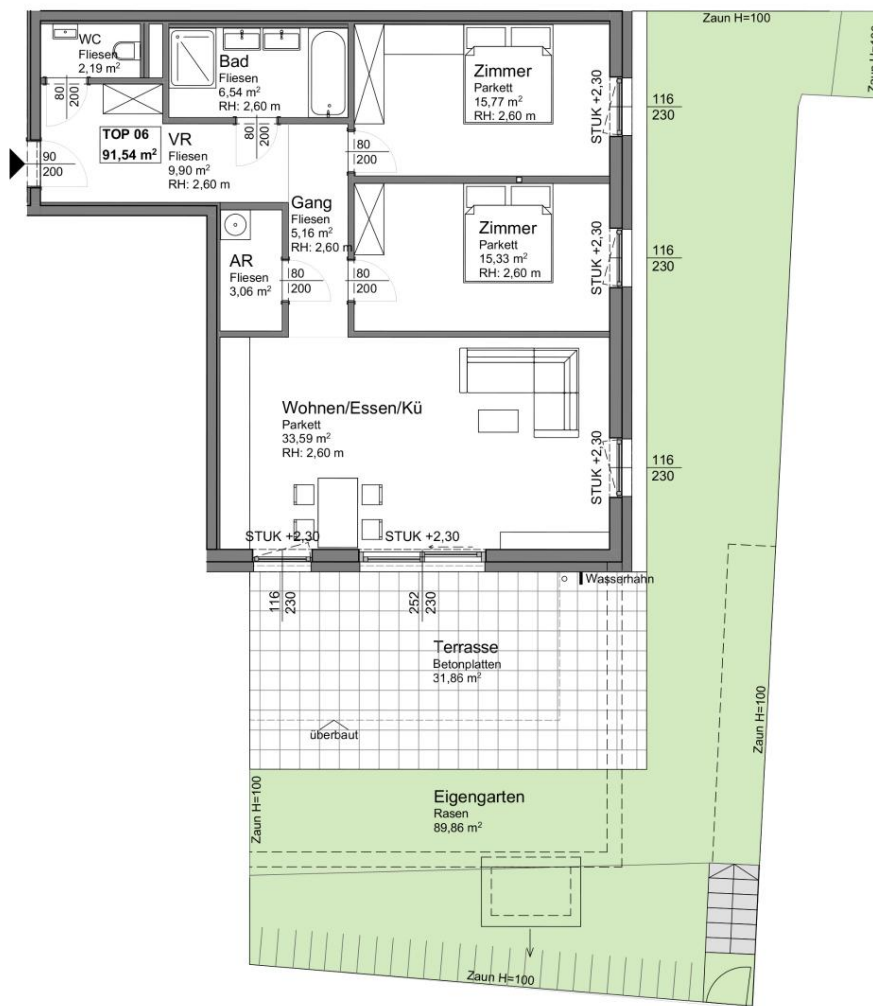 Zaun H=100
Zaun H=100
WC
Fliesen
2,19 m²
80
200
Bad
Fliesen
6,54 m²
RH: 2,60 m
80
200
Zimmer
Parkett
15,77 m²
RH: 2,60 m
STUK +2,30
116
230
TOP 06
91,54 m²
VR
Fliesen
9,90 m²
RH: 2,60 m
90
200
80
200
Gang
Fliesen
5,16 m²
RH: 2,60 m
Zimmer
Parkett
15,33 m²
RH: 2,60 m
STUK +2,30
116
230
AR
Fliesen
3,06 m²
80
200
80
200
Wohnen/Essen/Kü
Parkett
33,59 m²
RH: 2,60 m
STUK +2,30
116
230
STUK +2,30
STUK +2,30
116
230
252
230
Wasserhahn
Terrasse
Betonplatten
31,86 m²
überbaut
Zaun H=100
Zaun H=100
Eigengarten
Rasen
89,86 m²
Zaun H=100